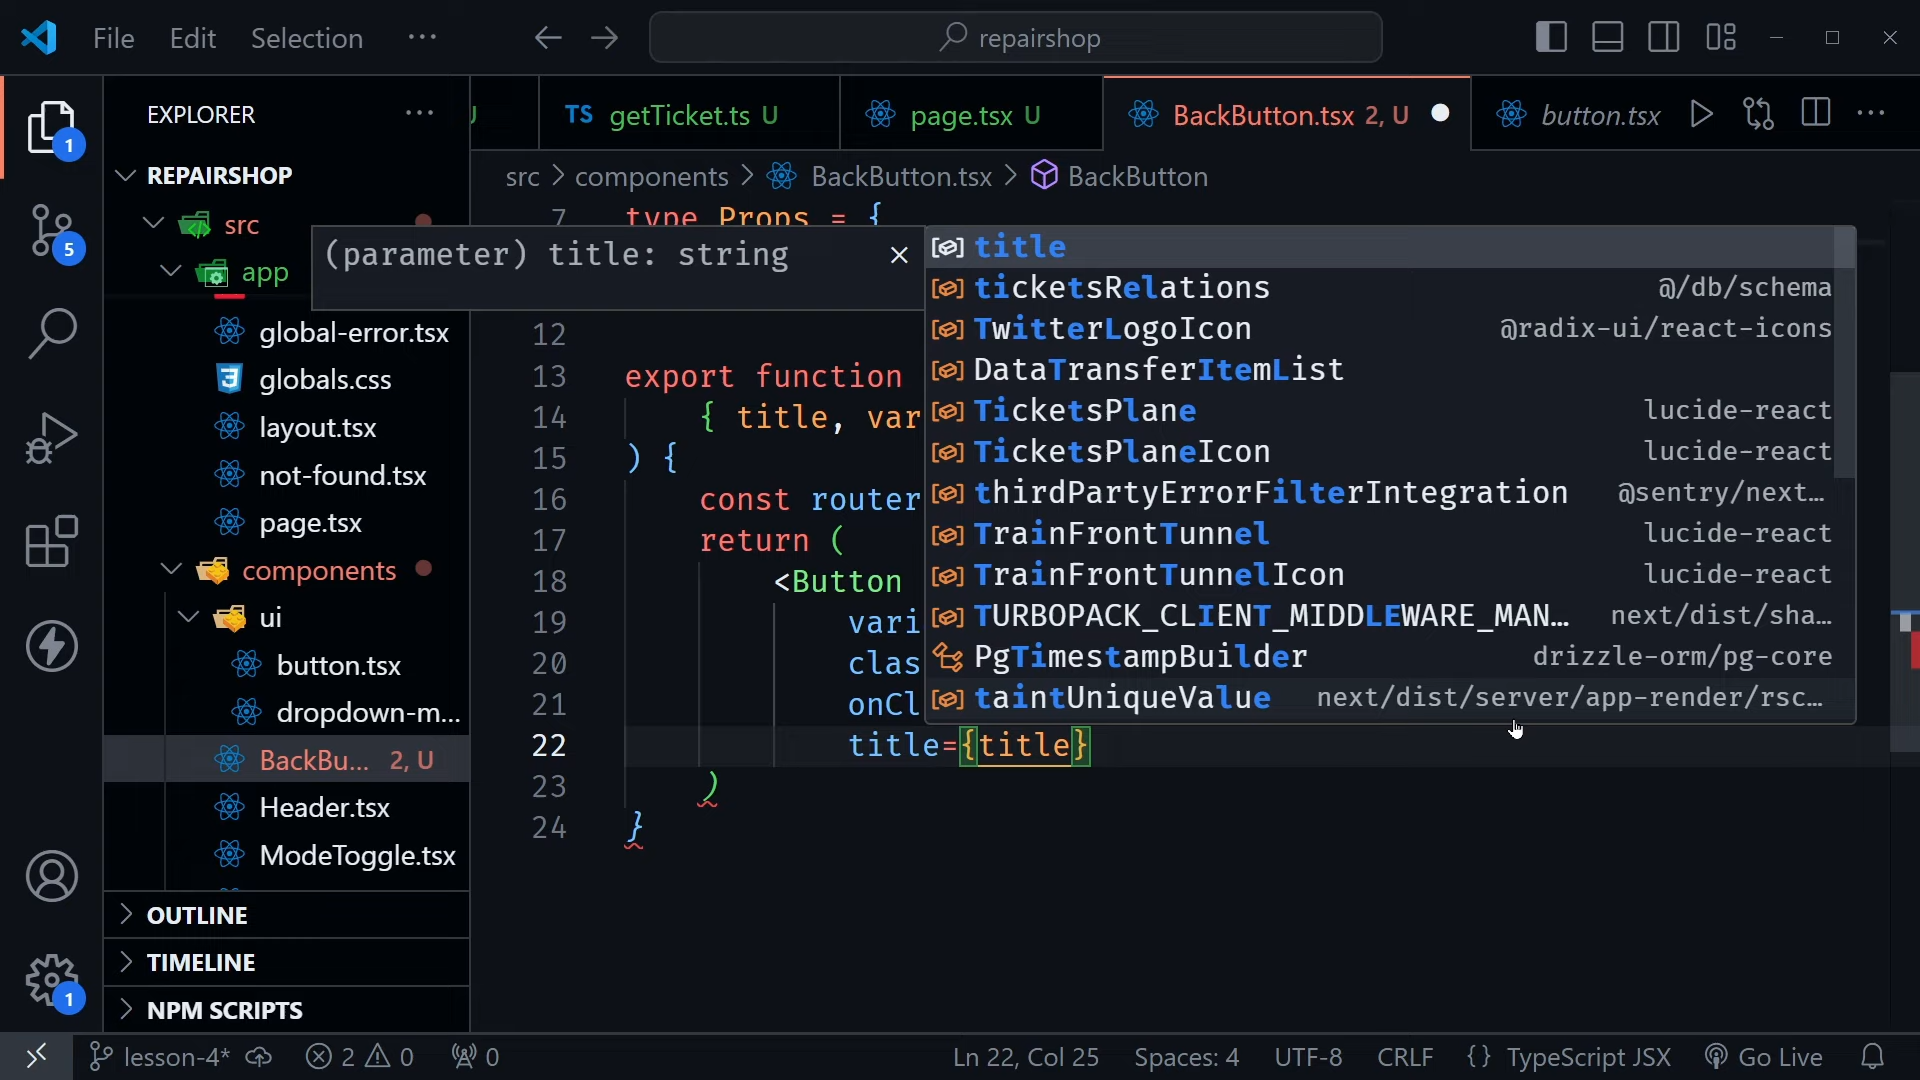 File Edit Selection ···
repairshop
EXPLORER ···
TS getTicket.ts U
page.tsx U
BackButton.tsx 2, U
button.tsx
···
src > components > BackButton.tsx > BackButton
REPAIRSHOP
src
app
global-error.tsx
globals.css
layout.tsx
not-found.tsx
page.tsx
components
ui
button.tsx
dropdown-m...
BackBu... 2, U
Header.tsx
ModeToggle.tsx
OUTLINE
TIMELINE
NPM SCRIPTS
1
5
1
7 type Props = {
(parameter) title: string
12
13 export function
14 { title, var
15 ) {
16 const router
17 return (
18 <Button
19 vari
20 clas
21 onCl
22 title={title}
23 )
24 }
title
ticketsRelations @/db/schema
TwitterLogoIcon @radix-ui/react-icons
DataTransferItemList
TicketsPlane lucide-react
TicketsPlaneIcon lucide-react
thirdPartyErrorFilterIntegration @sentry/next…
TrainFrontTunnel lucide-react
TrainFrontTunnelIcon lucide-react
TURBOPACK_CLIENT_MIDDLEWARE_MAN… next/dist/sha…
PgTimestampBuilder drizzle-orm/pg-core
taintUniqueValue next/dist/server/app-render/rsc…
lesson-4* 2 0 0
Ln 22, Col 25 Spaces: 4 UTF-8 CRLF {} TypeScript JSX Go Live